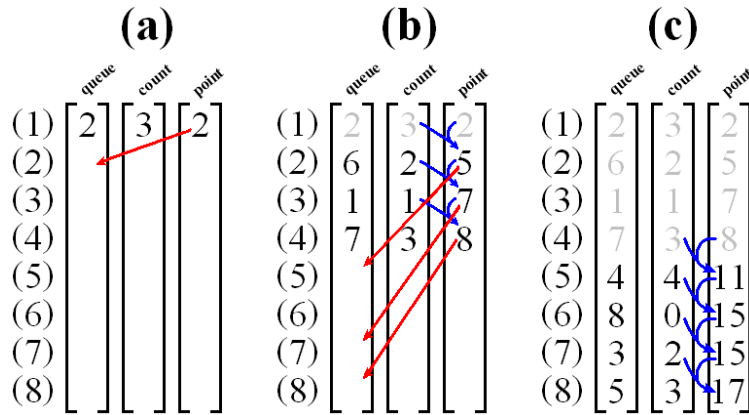 (a) (b) (c)
queue count point queue count point queue count point
(1) 2 3 2 (1) 2 3 2 (1) 2 3 2
(2) (2) 6 2 5 (2) 6 2 5
(3) (3) 1 1 7 (3) 1 1 7
(4) (4) 7 3 8 (4) 7 3 8
(5) (5) (5) 4 4 11
(6) (6) (6) 8 0 15
(7) (7) (7) 3 2 15
(8) (8) (8) 5 3 17